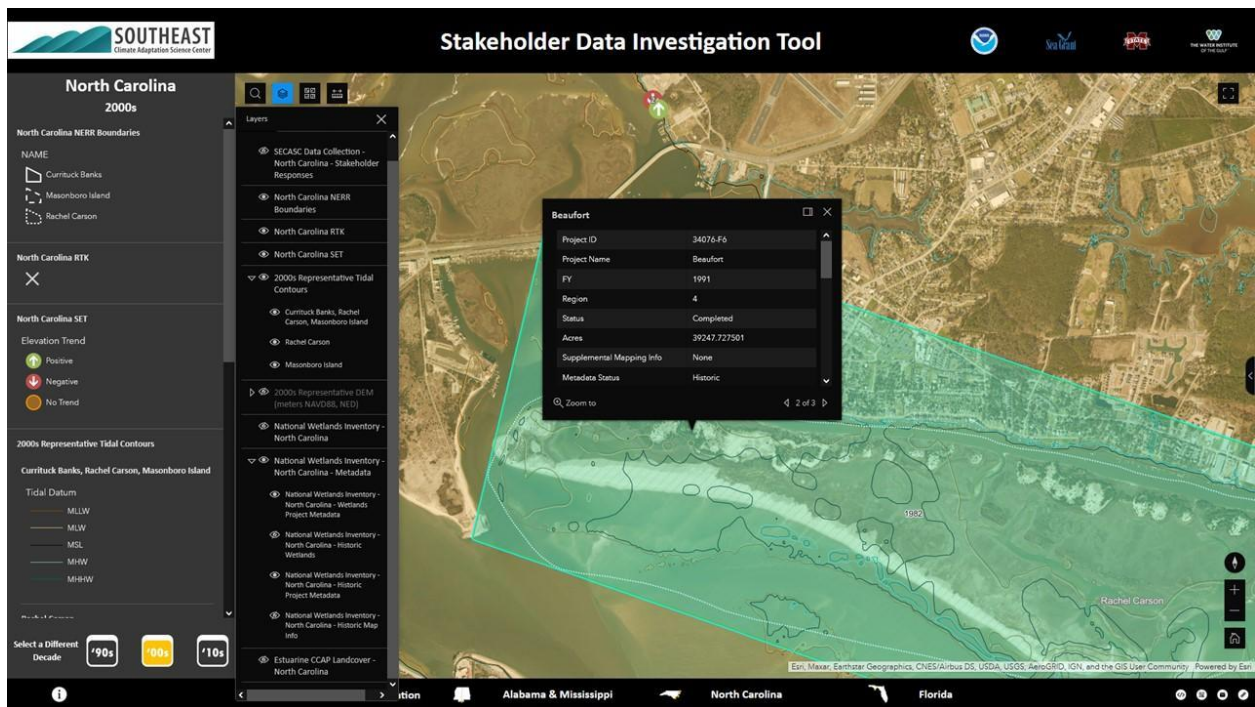 SOUTHEAST
Climate Adaptation Science Center
Stakeholder Data Investigation Tool
NOAA
Sea Grant
STATE
THE WATER INSTITUTE
OF THE GULF
North Carolina
2000s
North Carolina NERR Boundaries
NAME
Currituck Banks
Masonboro Island
Rachel Carson
North Carolina RTK
North Carolina SET
Elevation Trend
Positive
Negative
No Trend
2000s Representative Tidal Contours
Currituck Banks, Rachel Carson, Masonboro Island
Tidal Datum
MLLW
MLW
MSL
MHW
MHHW
Select a Different
Decade
'90s
'00s
'10s
Layers
SECASC Data Collection -
North Carolina - Stakeholder
Responses
North Carolina NERR
Boundaries
North Carolina RTK
North Carolina SET
2000s Representative Tidal
Contours
Currituck Banks, Rachel
Carson, Masonboro Island
Rachel Carson
Masonboro Island
2000s Representative DEM
(meters NAVD88, NED)
National Wetlands Inventory -
North Carolina
National Wetlands Inventory -
North Carolina - Metadata
National Wetlands Inventory -
North Carolina - Wetlands
Project Metadata
National Wetlands Inventory -
North Carolina - Historic
Wetlands
National Wetlands Inventory -
North Carolina - Historic
Project Metadata
National Wetlands Inventory -
North Carolina - Historic Map
Info
Estuarine CCAP Landcover -
North Carolina
Beaufort
Project ID 34076-F6
Project Name Beaufort
FY 1991
Region 4
Status Completed
Acres 39247.727501
Supplemental Mapping Info None
Metadata Status Historic
Zoom to
2 of 3
1982
Rachel Carson
Esri, Maxar, Earthstar Geographics, CNES/Airbus DS, USDA, USGS, AeroGRID, IGN, and the GIS User Community Powered by Esri
Alabama & Mississippi
North Carolina
Florida